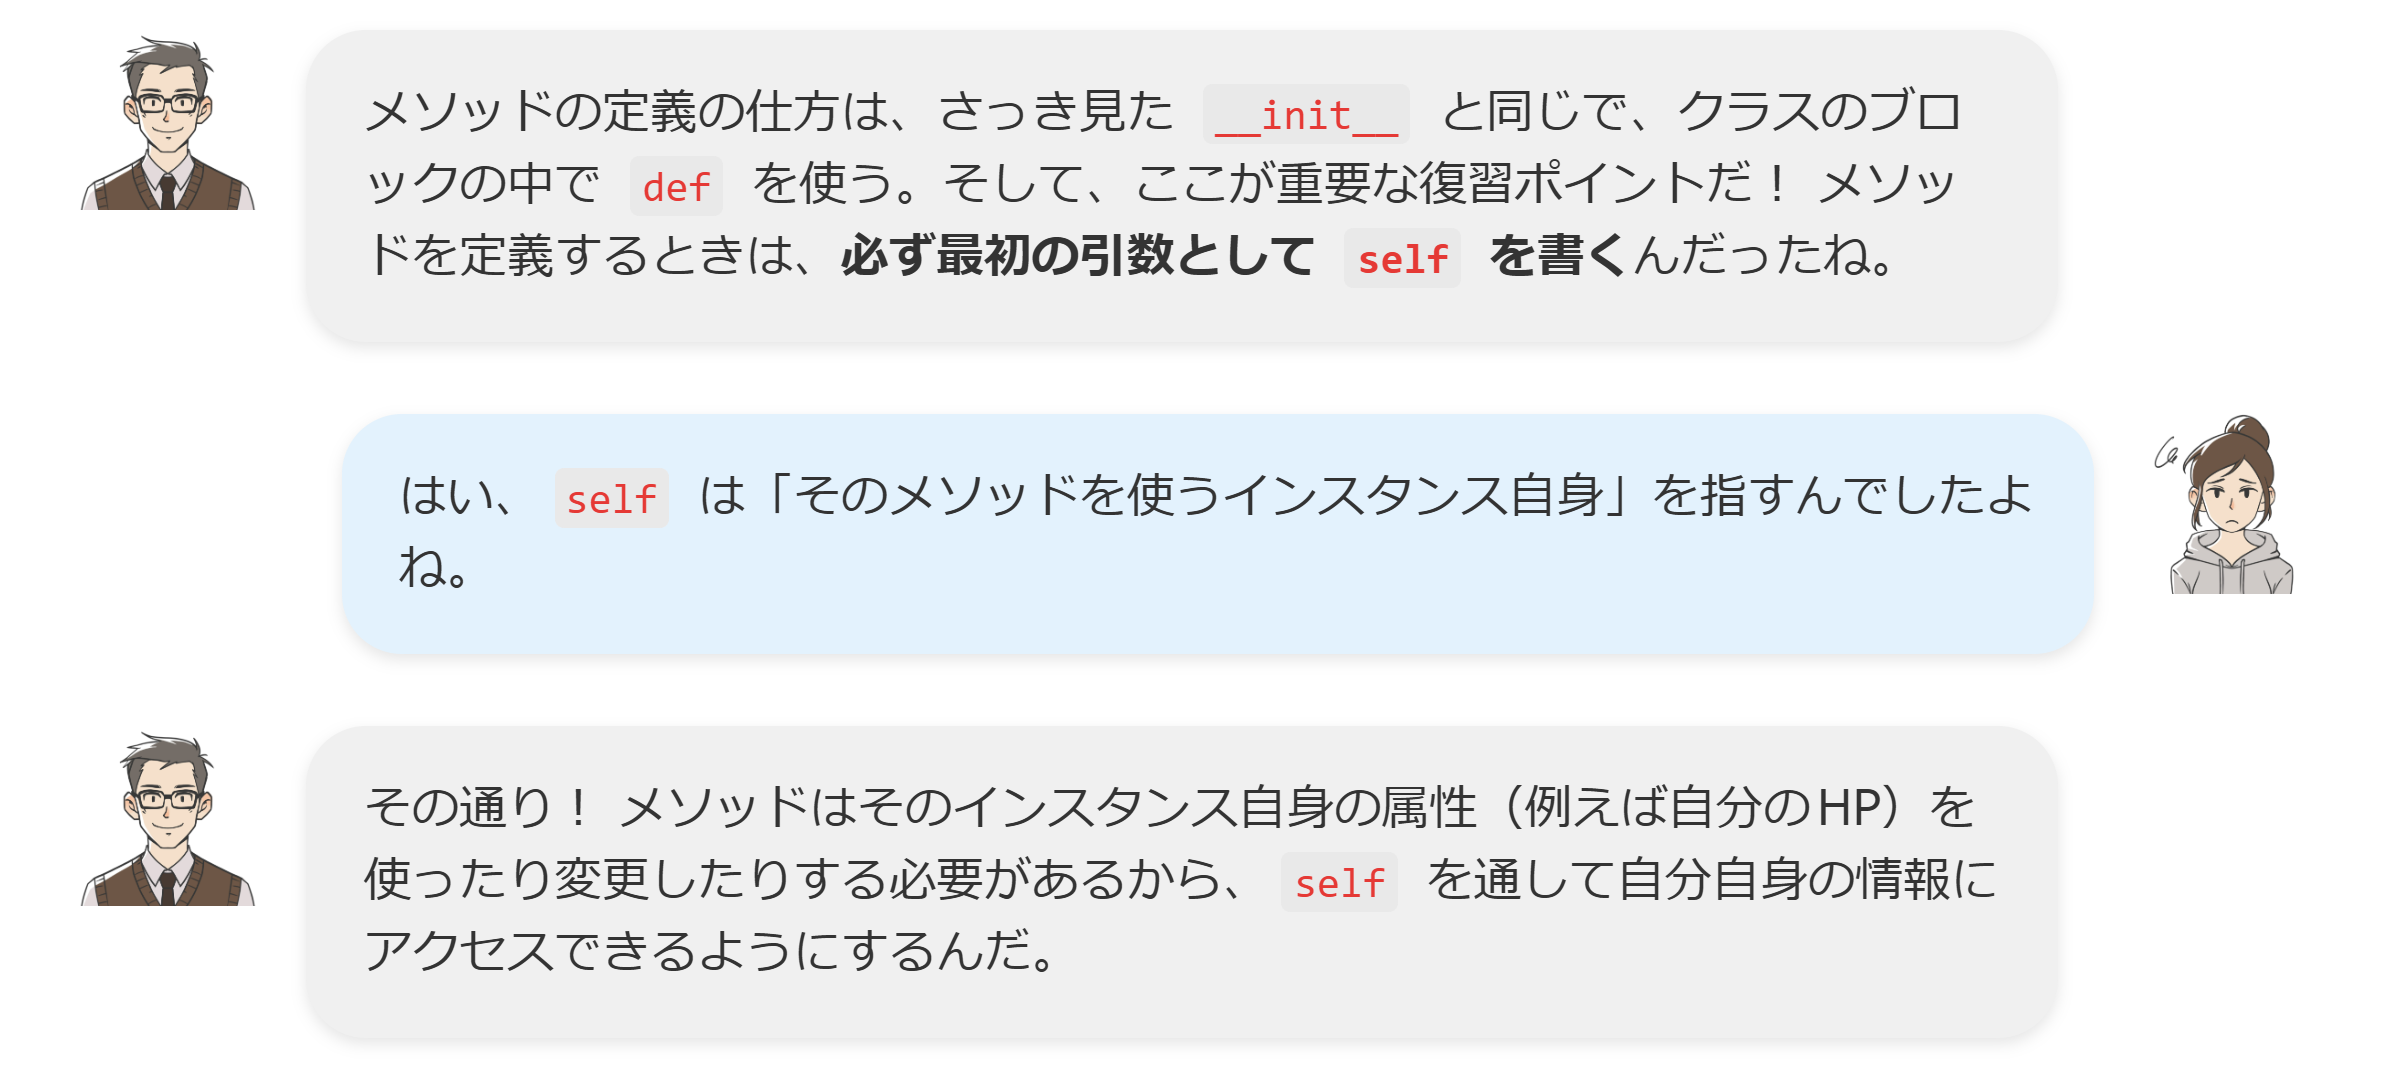 メソッドの定義の仕方は、さっき見た __init__ と同じで、クラスのブロ
ックの中で def を使う。そして、ここが重要な復習ポイントだ！ メソッ
ドを定義するときは、必ず最初の引数として self を書くんだったね。
はい、 self は「そのメソッドを使うインスタンス自身」を指すんでしたよ
ね。
その通り！ メソッドはそのインスタンス自身の属性（例えば自分のHP）を
使ったり変更したりする必要があるから、 self を通して自分自身の情報に
アクセスできるようにするんだ。